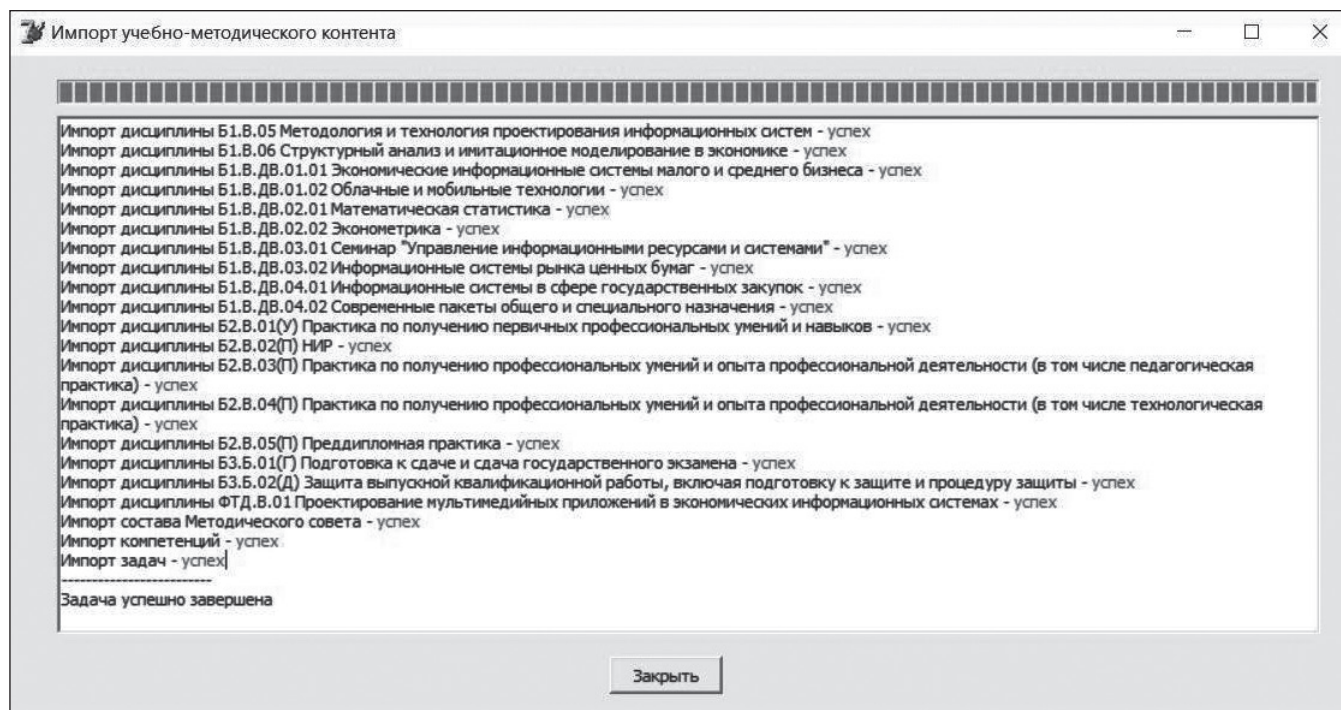 Импорт учебно-методического контента
Импорт дисциплины Б1.В.05 Методология и технология проектирования информационных систем - успех
Импорт дисциплины Б1.В.06 Структурный анализ и имитационное моделирование в экономике - успех
Импорт дисциплины Б1.В.ДВ.01.01 Экономические информационные системы малого и среднего бизнеса - успех
Импорт дисциплины Б1.В.ДВ.01.02 Облачные и мобильные технологии - успех
Импорт дисциплины Б1.В.ДВ.02.01 Математическая статистика - успех
Импорт дисциплины Б1.В.ДВ.02.02 Эконометрика - успех
Импорт дисциплины Б1.В.ДВ.03.01 Семинар "Управление информационными ресурсами и системами" - успех
Импорт дисциплины Б1.В.ДВ.03.02 Информационные системы рынка ценных бумаг - успех
Импорт дисциплины Б1.В.ДВ.04.01 Информационные системы в сфере государственных закупок - успех
Импорт дисциплины Б1.В.ДВ.04.02 Современные пакеты общего и специального назначения - успех
Импорт дисциплины Б2.В.01(У) Практика по получению первичных профессиональных умений и навыков - успех
Импорт дисциплины Б2.В.02(П) НИР - успех
Импорт дисциплины Б2.В.03(П) Практика по получению профессиональных умений и опыта профессиональной деятельности (в том числе педагогическая
практика) - успех
Импорт дисциплины Б2.В.04(П) Практика по получению профессиональных умений и опыта профессиональной деятельности (в том числе технологическая
практика) - успех
Импорт дисциплины Б2.В.05(П) Преддипломная практика - успех
Импорт дисциплины Б3.Б.01(Г) Подготовка к сдаче и сдача государственного экзамена - успех
Импорт дисциплины Б3.Б.02(Д) Защита выпускной квалификационной работы, включая подготовку к защите и процедуру защиты - успех
Импорт дисциплины ФТД.В.01 Проектирование мультимедийных приложений в экономических информационных системах - успех
Импорт состава Методического совета - успех
Импорт компетенций - успех
Импорт задач - успех
-------------------------
Задача успешно завершена
Закрыть